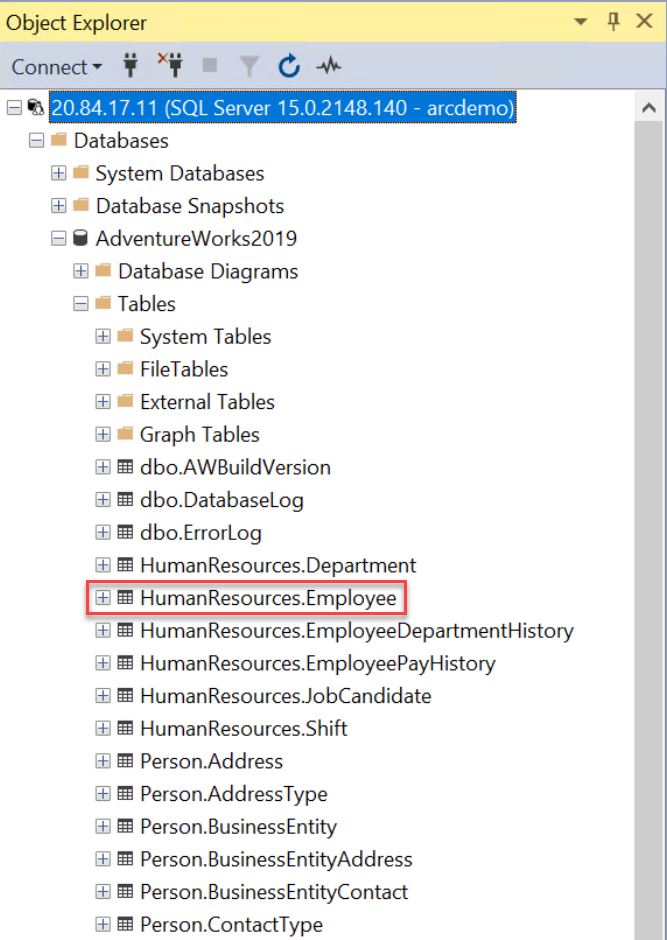 Object Explorer
Connect
20.84.17.11 (SQL Server 15.0.2148.140 - arcdemo)
Databases
System Databases
Database Snapshots
AdventureWorks2019
Database Diagrams
Tables
System Tables
FileTables
External Tables
Graph Tables
dbo.AWBuildVersion
dbo.DatabaseLog
dbo.ErrorLog
HumanResources.Department
HumanResources.Employee
HumanResources.EmployeeDepartmentHistory
HumanResources.EmployeePayHistory
HumanResources.JobCandidate
HumanResources.Shift
Person.Address
Person.AddressType
Person.BusinessEntity
Person.BusinessEntityAddress
Person.BusinessEntityContact
Person.ContactType